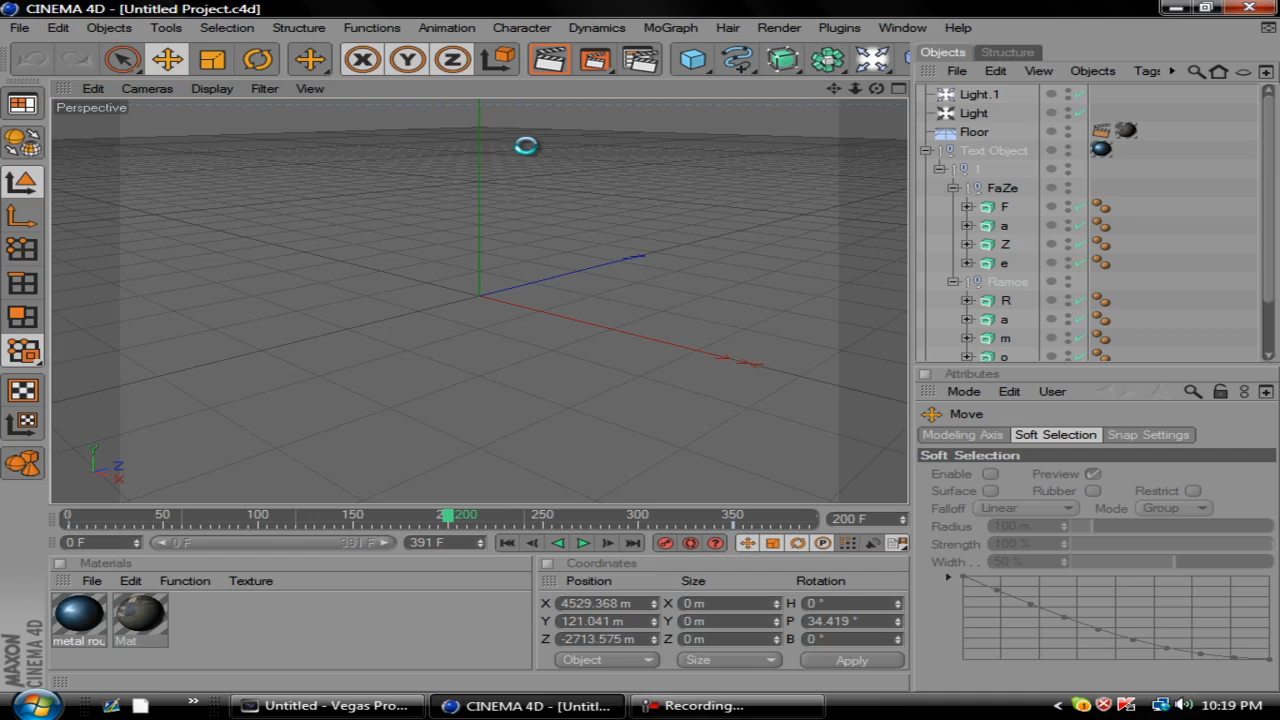 CINEMA 4D - [Untitled Project.c4d]
File Edit Objects Tools Selection Structure Functions Animation Character Dynamics MoGraph Hair Render Plugins Window Help
X Y Z
Objects Structure
File Edit View Objects Tags
Edit Cameras Display Filter View
Perspective
Light.1
Light
Floor
Text Object
1
FaZe
F
a
Z
e
Ramos
R
a
m
o
Y
Z
X
Attributes
Mode Edit User
Move
Modeling Axis Soft Selection Snap Settings
Soft Selection
Enable Preview
Surface Rubber Restrict
Falloff Linear Mode Group
Radius 100 m
Strength 100 %
Width . . 50 %
0 50 100 150 200 250 300 350 200 F
0 F 0 F 391 F 391 F
Materials
File Edit Function Texture
metal rou Mat
Coordinates
Position Size Rotation
X 4529.368 m X 0 m H 0 °
Y 121.041 m Y 0 m P 34.419 °
Z -2713.575 m Z 0 m B 0 °
Object Size Apply
MAXON
CINEMA 4D
Untitled - Vegas Pro... CINEMA 4D - [Untitl... Recording... 10:19 PM